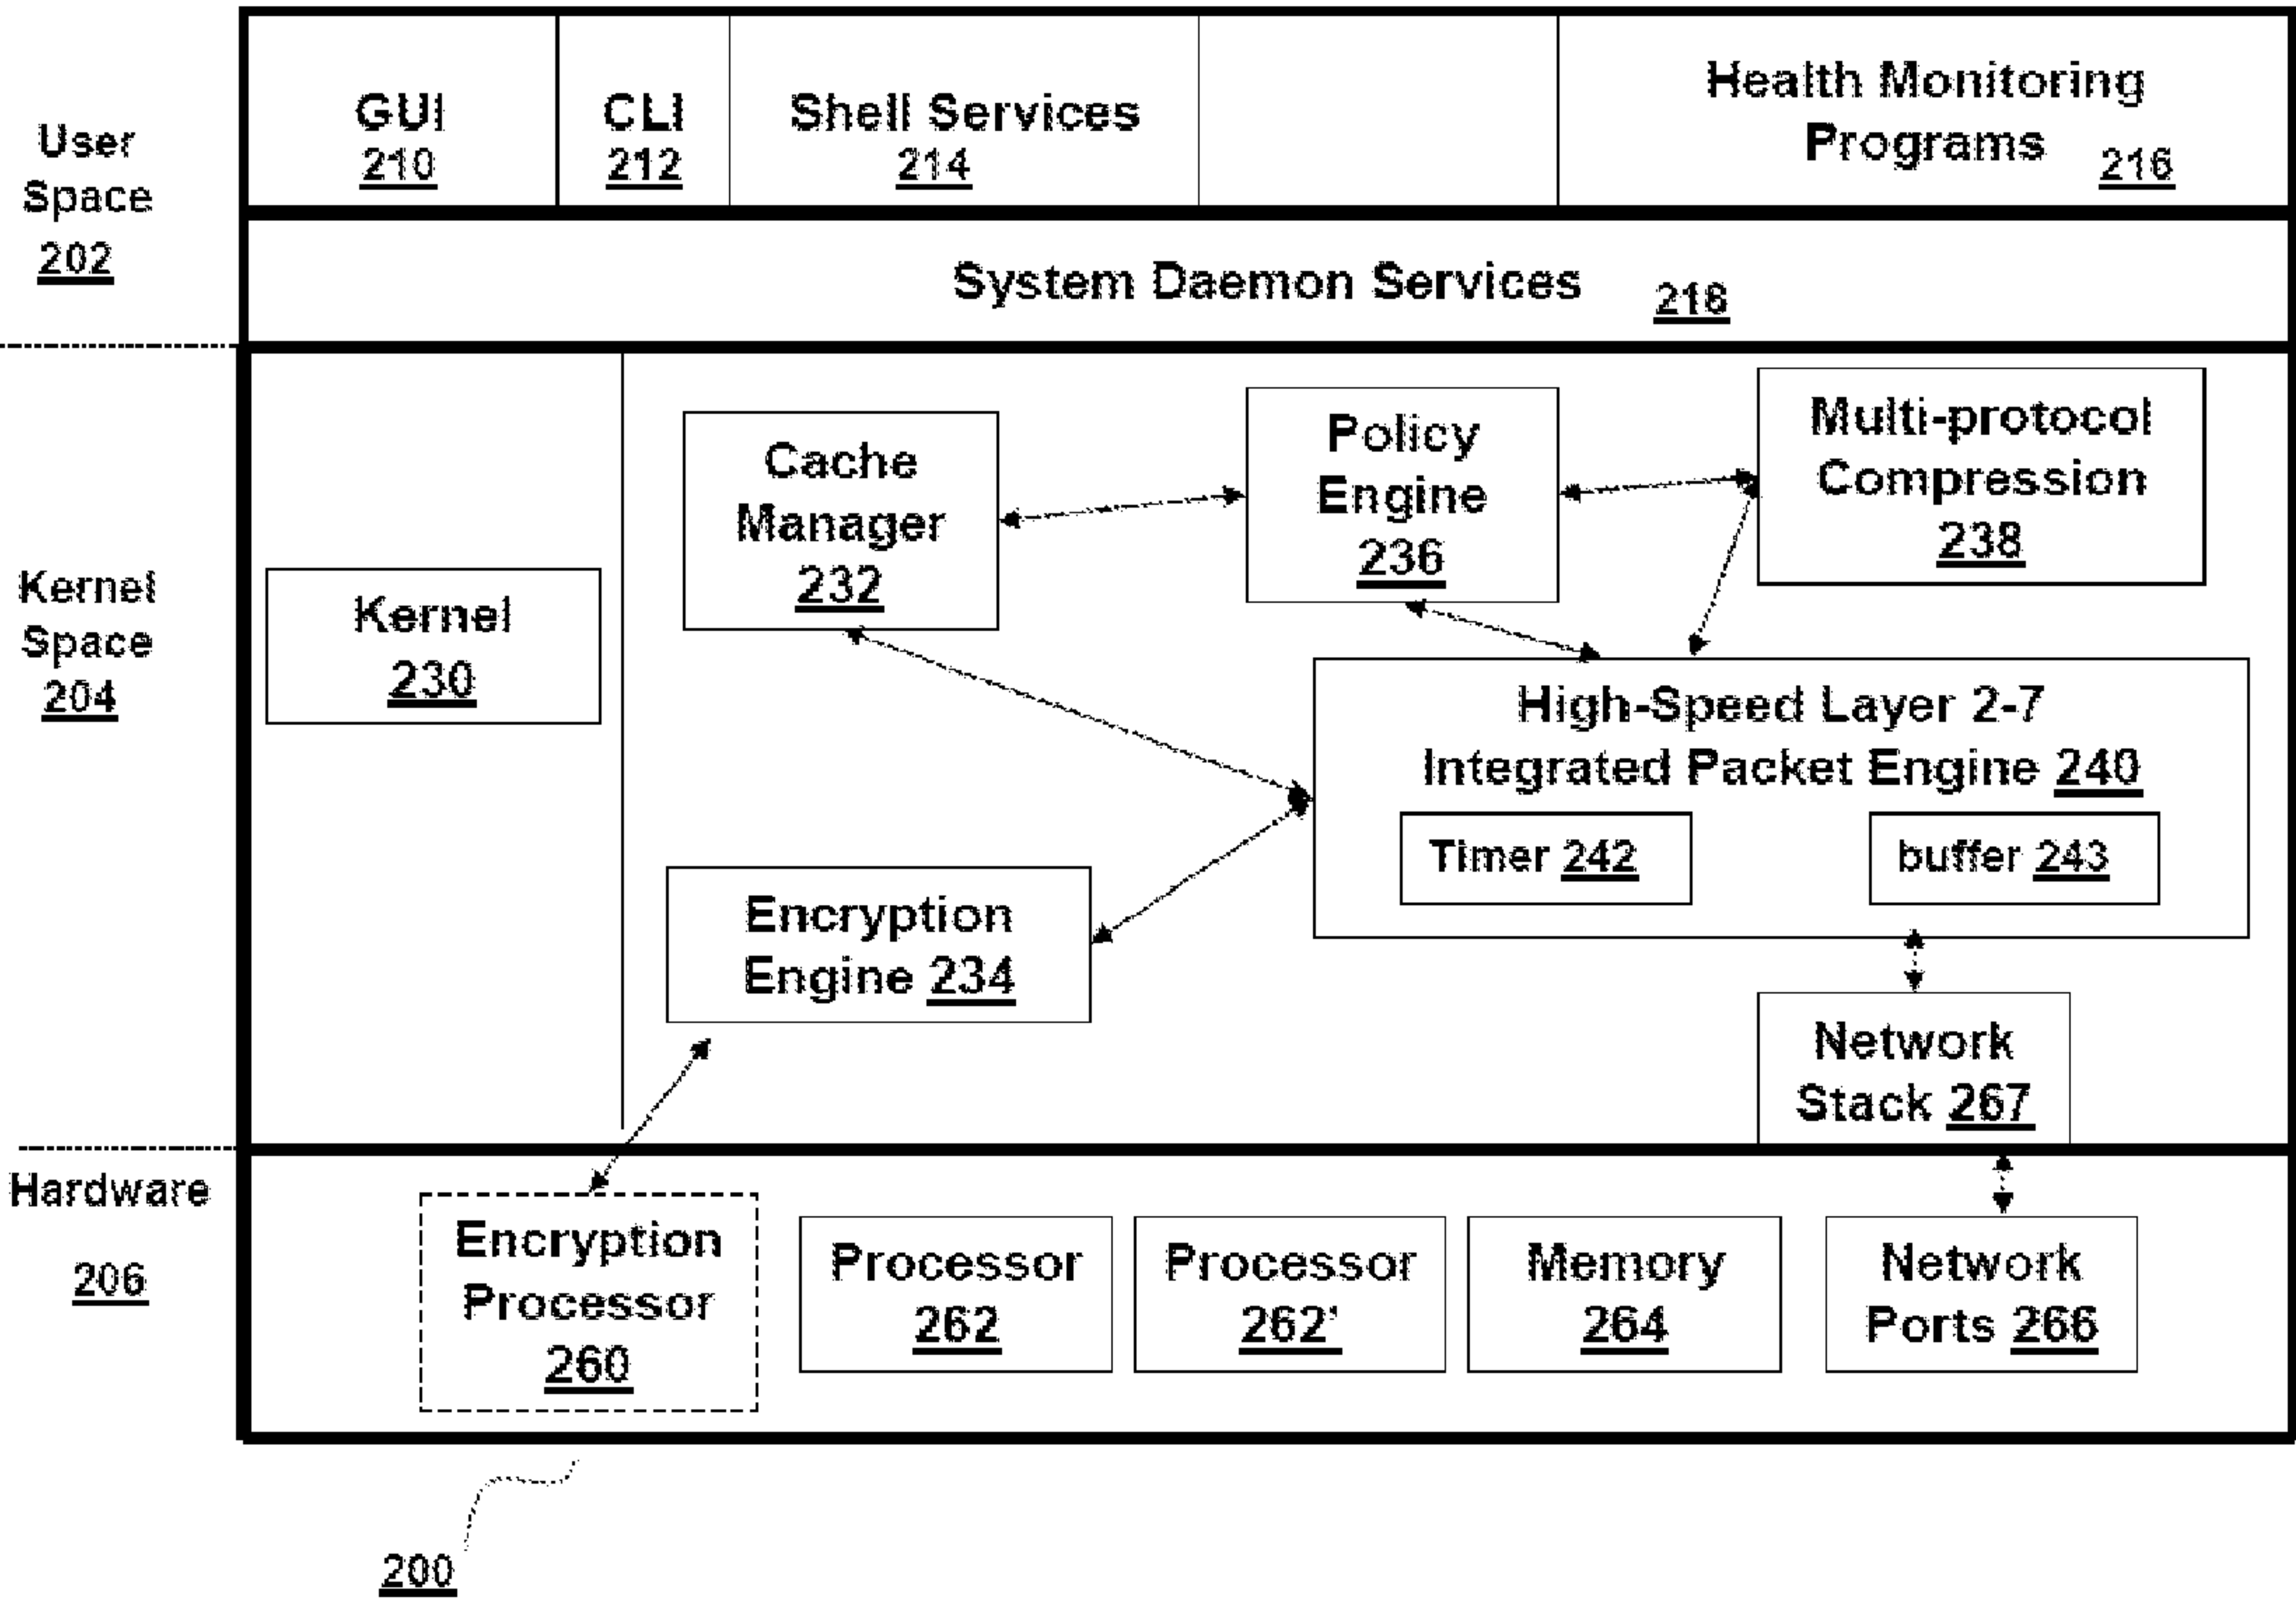 GUI
210
CLI
212
Shell Services
214
Health Monitoring
Programs 216
User
Space
202
System Daemon Services 218
Kernel
Space
204
Kernel
230
Cache
Manager
232
Policy
Engine
236
Multi-protocol
Compression
238
High-Speed Layer 2-7
Integrated Packet Engine 240
Timer 242
buffer 243
Encryption
Engine 234
Network
Stack 267
Hardware
206
Encryption
Processor
260
Processor
262
Processor
262'
Memory
264
Network
Ports 266
200